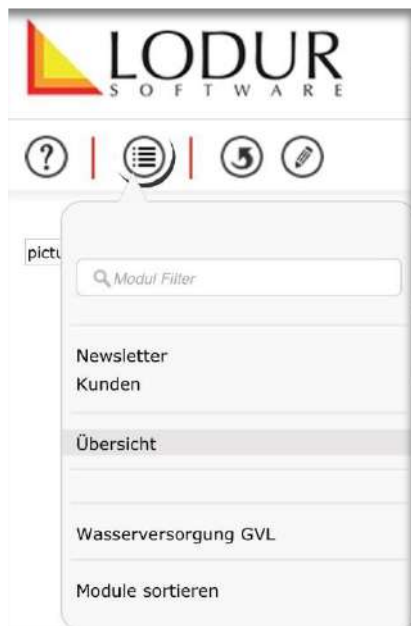 LODUR
SOFTWARE
?
pictu
Modul Filter
Newsletter
Kunden
Übersicht
Wasserversorgung GVL
Module sortieren